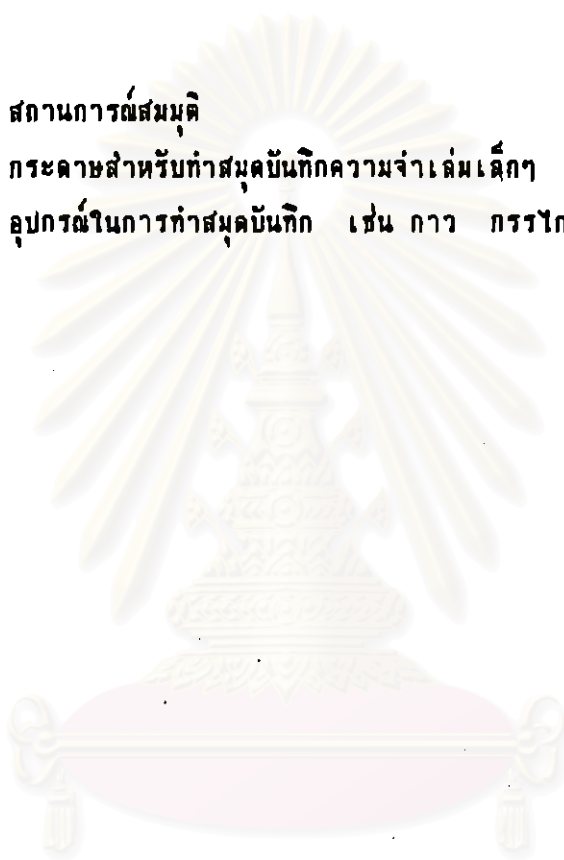 สถานการณ์สมมุติ
กระดาษสำหรับทำสมุดบันทึกความจำเล่มเล็กๆ
อุปกรณ์ในการทำสมุดบันทึก เช่น กาว กรรไก